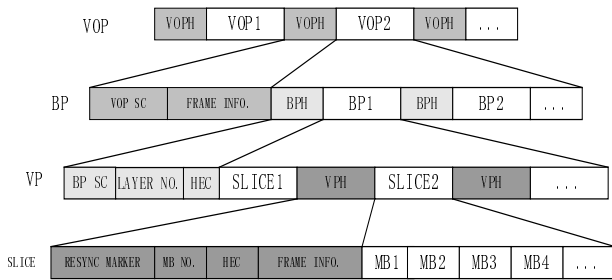 VOP VOPH VOP1 VOPH VOP2 VOPH ...
BP VOP SC FRAME INFO. BPH BP1 BPH BP2 ...
VP BP SC LAYER NO. HEC SLICE1 VPH SLICE2 VPH ...
SLICE RESYNC MARKER MB NO. HEC FRAME INFO. MB1 MB2 MB3 MB4 ...